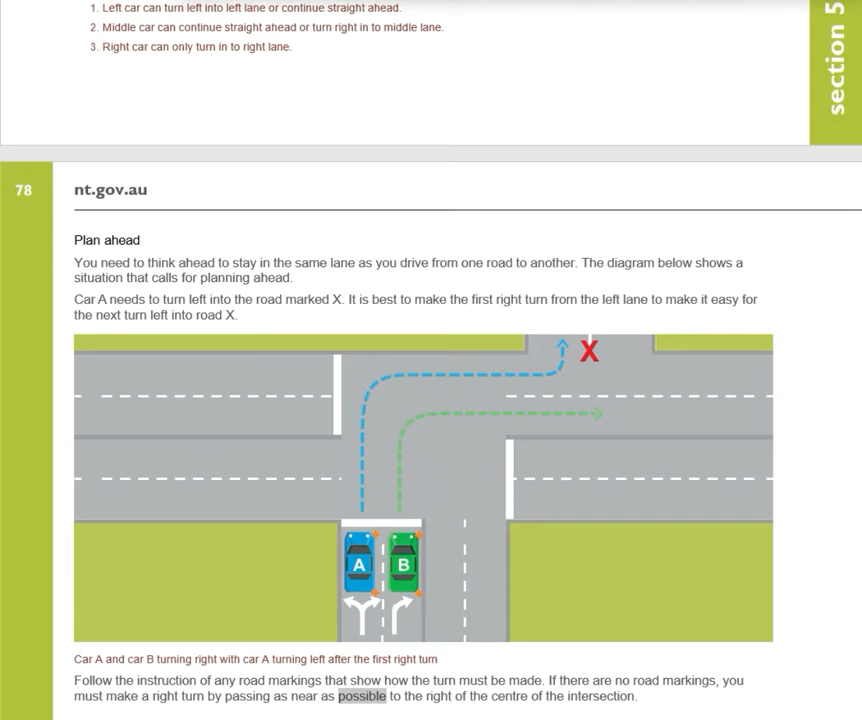 1. Left car can turn left into left lane or continue straight ahead.
2. Middle car can continue straight ahead or turn right in to middle lane.
3. Right car can only turn in to right lane.
section 5
78
nt.gov.au
Plan ahead
You need to think ahead to stay in the same lane as you drive from one road to another. The diagram below shows a
situation that calls for planning ahead.
Car A needs to turn left into the road marked X. It is best to make the first right turn from the left lane to make it easy for
the next turn left into road X.
X
A
B
Car A and car B turning right with car A turning left after the first right turn
Follow the instruction of any road markings that show how the turn must be made. If there are no road markings, you
must make a right turn by passing as near as possible to the right of the centre of the intersection.